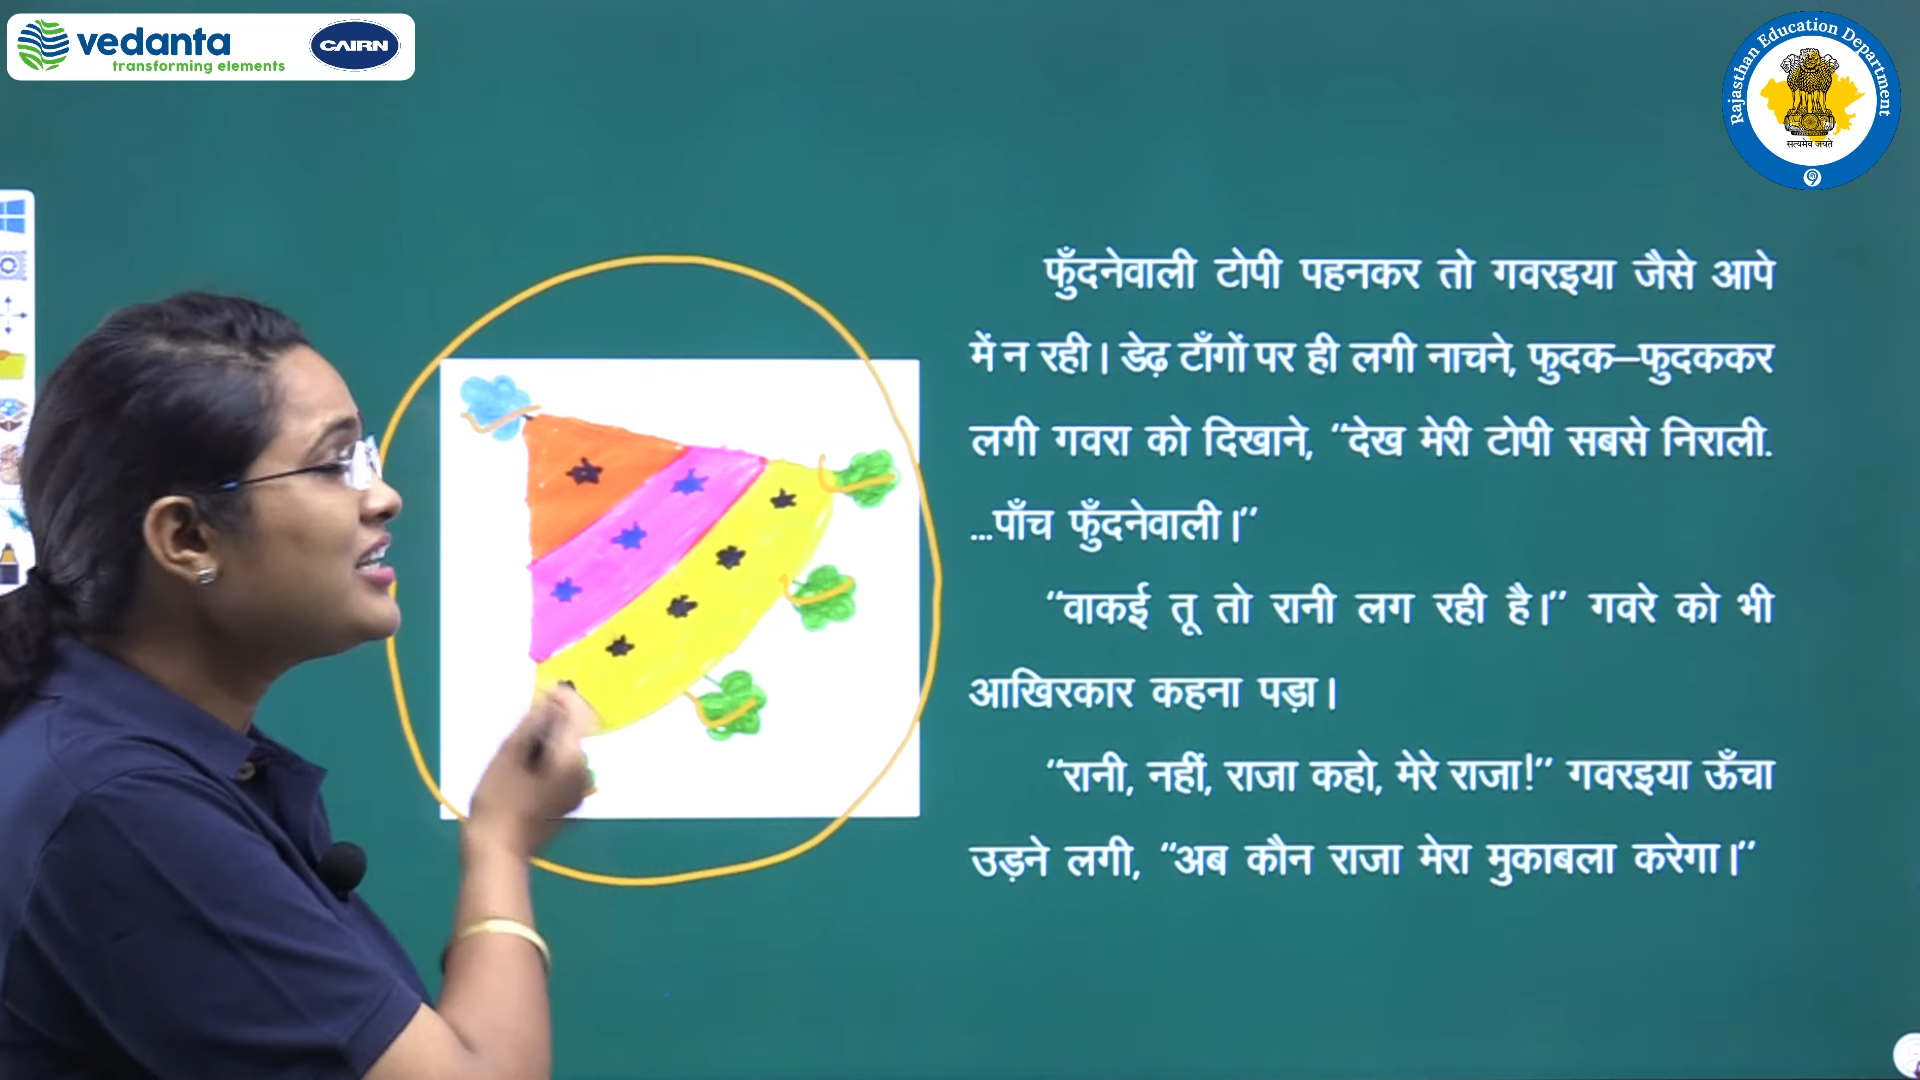 vedanta
transforming elements
CAIRN
Rajasthan Education Department
सत्यमेव जयते
फुँदनेवाली टोपी पहनकर तो गवरइया जैसे आपे
में न रही। डेढ़ टाँगों पर ही लगी नाचने, फुदक–फुदककर
लगी गवरा को दिखाने, “देख मेरी टोपी सबसे निराली.
...पाँच फुँदनेवाली।”
“वाकई तू तो रानी लग रही है।” गवरे को भी
आखिरकार कहना पड़ा।
“रानी, नहीं, राजा कहो, मेरे राजा!” गवरइया ऊँचा
उड़ने लगी, “अब कौन राजा मेरा मुकाबला करेगा।”